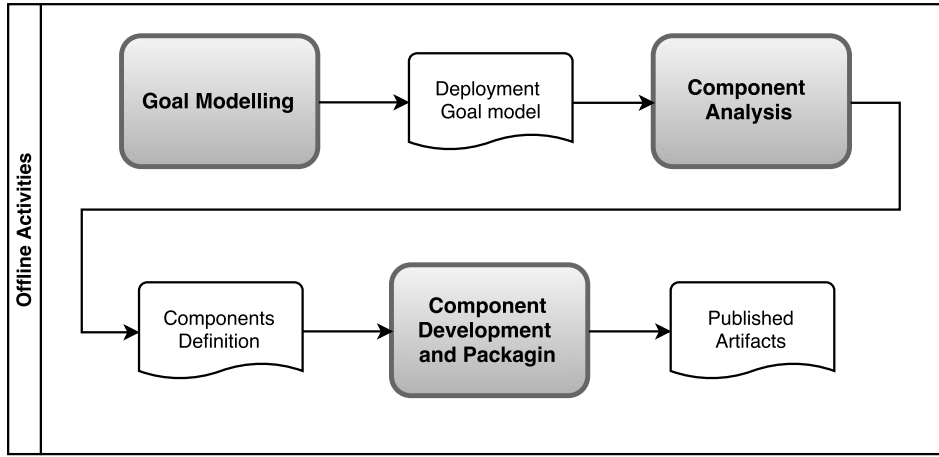 Offline Activities
Goal Modelling
Deployment
Goal model
Component
Analysis
Components
Definition
Component
Development
and Packagin
Published
Artifacts